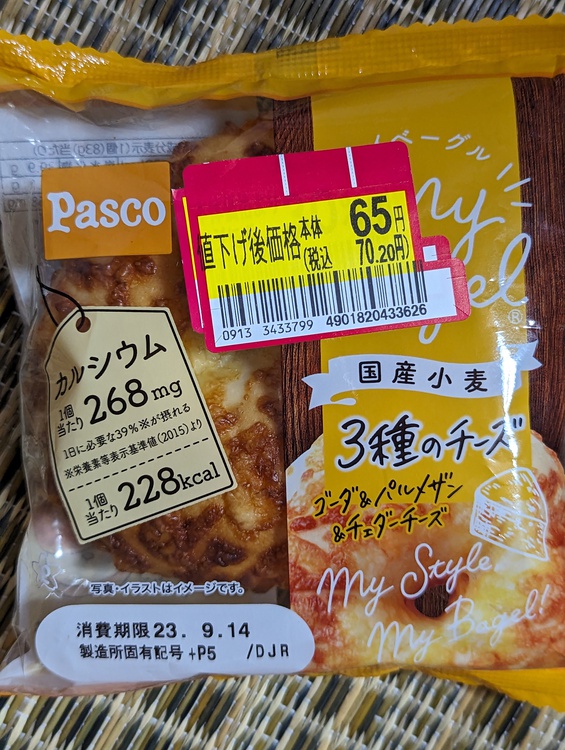 Pasco
ベーグル
My
Bagel®
直下げ後価格 本体 65円
(税込 70.20円)
0913 3433799 4901820433626
カルシウム
1個当たり 268mg
1日に必要な39%※が摂れる
※栄養素等表示基準値(2015)より
1個当たり 228kcal
国産小麦
3種のチーズ
ゴーダ&パルメザン
&チェダーチーズ
My Style,
My Bagel!
写真・イラストはイメージです。
消費期限23. 9.14
製造所固有記号 +P5 /DJR